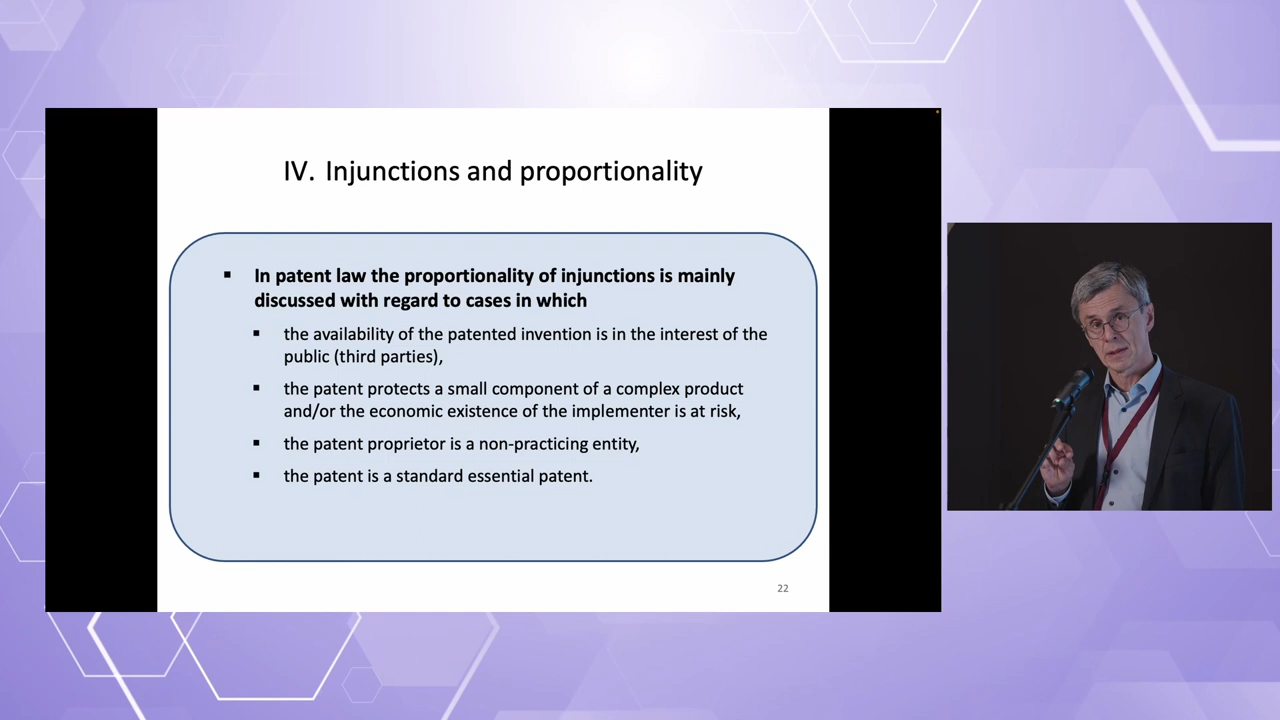 IV. Injunctions and proportionality
▪ In patent law the proportionality of injunctions is mainly
discussed with regard to cases in which
▪ the availability of the patented invention is in the interest of the
public (third parties),
▪ the patent protects a small component of a complex product
and/or the economic existence of the implementer is at risk,
▪ the patent proprietor is a non-practicing entity,
▪ the patent is a standard essential patent.
22